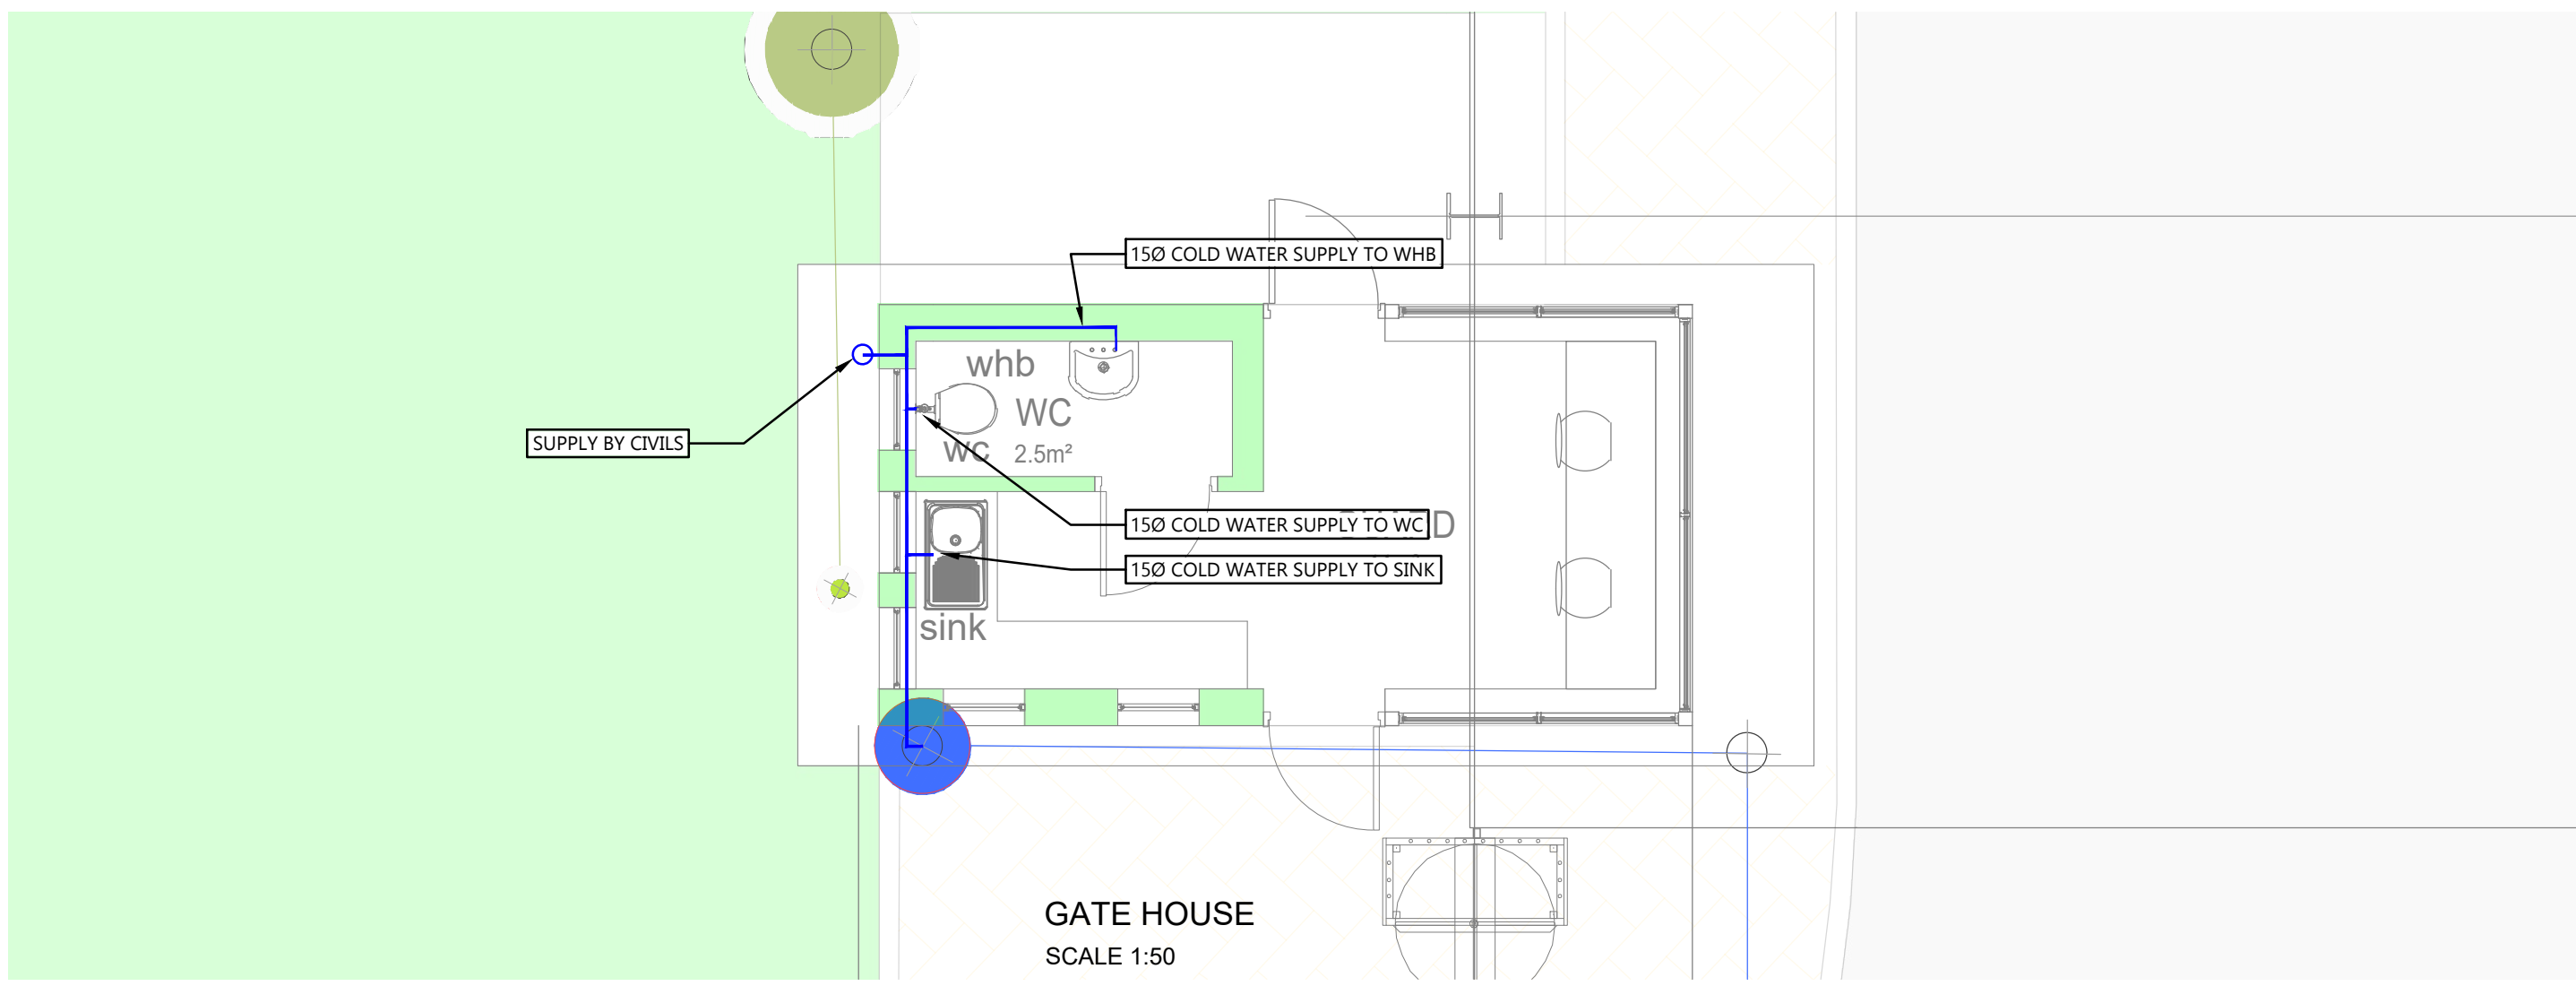 15Ø COLD WATER SUPPLY TO WHB
whb
WC
SUPPLY BY CIVILS
wc 2.5m²
15Ø COLD WATER SUPPLY TO WC
15Ø COLD WATER SUPPLY TO SINK
sink
GATE HOUSE
SCALE 1:50